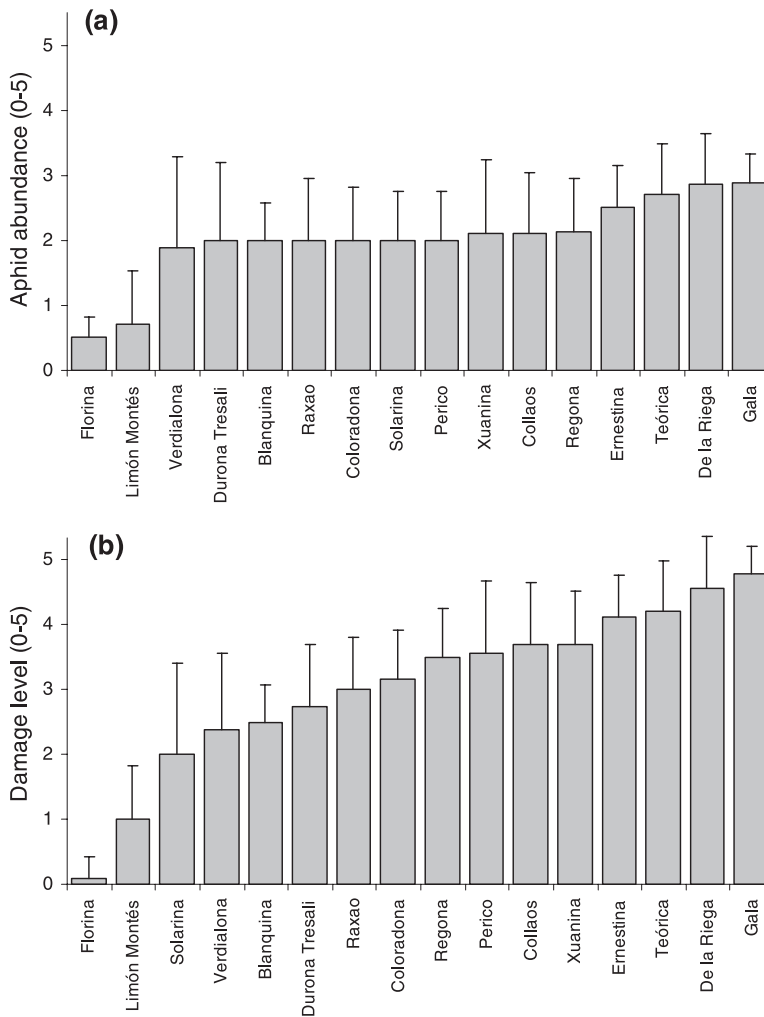 (a)
Aphid abundance (0-5)
5
4
3
2
1
0
Florina
Limón Montés
Verdialona
Durona Tresali
Blanquina
Raxao
Coloradona
Solarina
Perico
Xuanina
Collaos
Regona
Ernestina
Teórica
De la Riega
Gala
(b)
Damage level (0-5)
5
4
3
2
1
0
Florina
Limón Montés
Solarina
Verdialona
Blanquina
Durona Tresali
Raxao
Coloradona
Regona
Perico
Collaos
Xuanina
Ernestina
Teórica
De la Riega
Gala